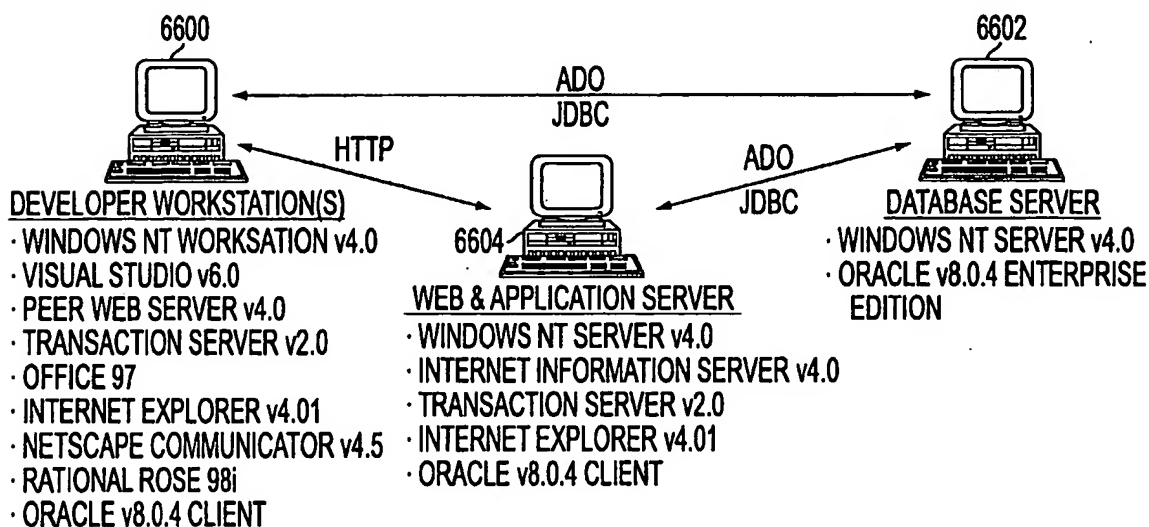 6600
6602
ADO
JDBC
HTTP
ADO
JDBC
6604
DEVELOPER WORKSTATION(S)
· WINDOWS NT WORKSATION v4.0
· VISUAL STUDIO v6.0
· PEER WEB SERVER v4.0
· TRANSACTION SERVER v2.0
· OFFICE 97
· INTERNET EXPLORER v4.01
· NETSCAPE COMMUNICATOR v4.5
· RATIONAL ROSE 98i
· ORACLE v8.0.4 CLIENT
WEB & APPLICATION SERVER
· WINDOWS NT SERVER v4.0
· INTERNET INFORMATION SERVER v4.0
· TRANSACTION SERVER v2.0
· INTERNET EXPLORER v4.01
· ORACLE v8.0.4 CLIENT
DATABASE SERVER
· WINDOWS NT SERVER v4.0
· ORACLE v8.0.4 ENTERPRISE
EDITION